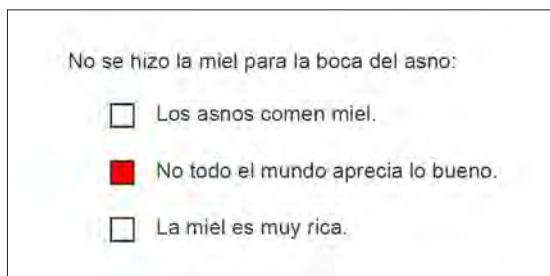 No se hizo la miel para la boca del asno:
Los asnos comen miel.
No todo el mundo aprecia lo bueno.
La miel es muy rica.